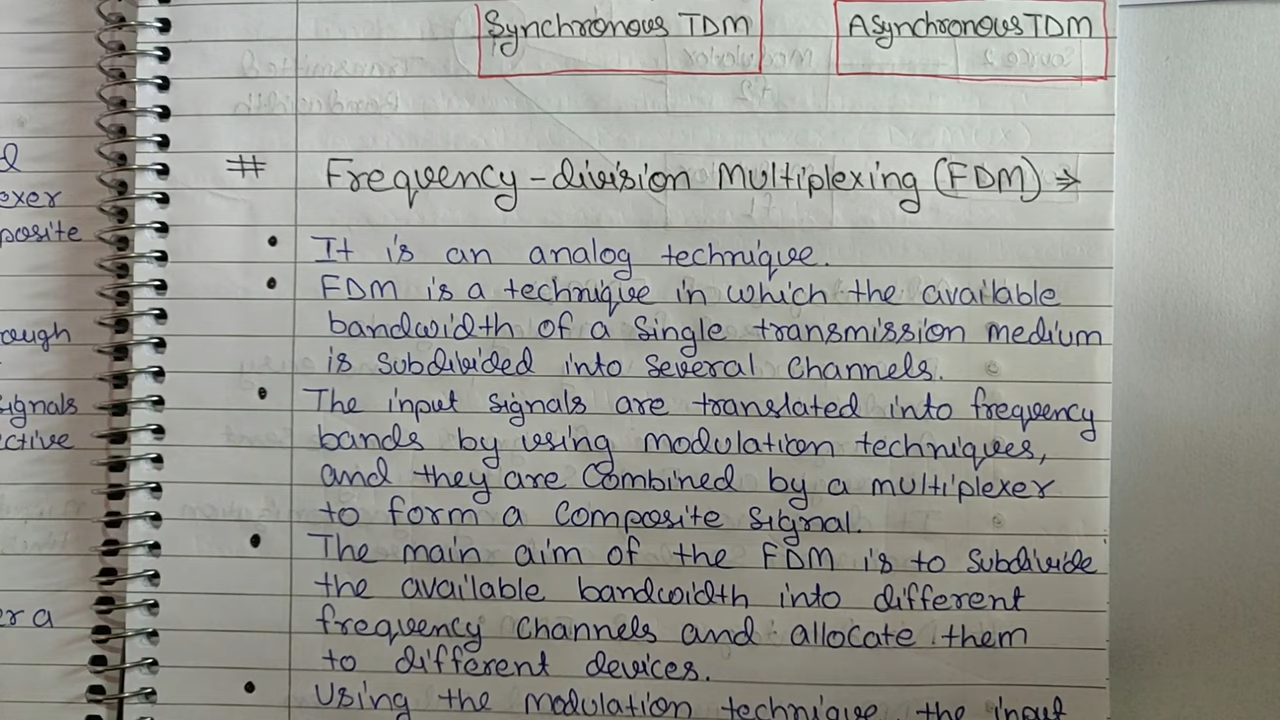 Synchronous TDM
Asynchronous TDM
# Frequency-division Multiplexing (FDM) →
• It is an analog technique.
• FDM is a technique in which the available
bandwidth of a single transmission medium
is subdivided into several channels.
• The input signals are translated into frequency
bands by using modulation techniques,
and they are combined by a multiplexer
to form a composite signal.
• The main aim of the FDM is to subdivide
the available bandwidth into different
frequency channels and allocate them
to different devices.
• Using the modulation technique, the input